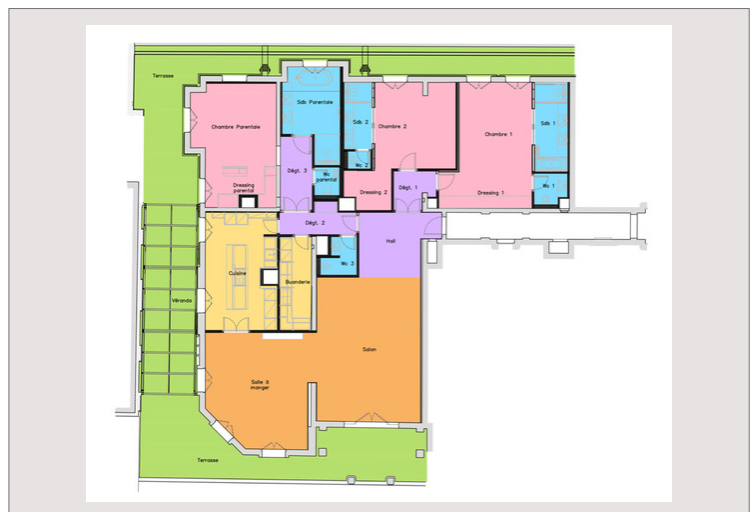 Terrasse
Sdb Parentale
Chambre Parentale
Sdb 2
Chambre 2
Chambre 1
Sdb 1
Wc 2
Dégt. 3
Wc
parental
Dressing
parental
Dressing 2
Dégt. 1
Dressing 1
Wc 1
Dégt. 2
Hall
Cuisine
Wc 3
Buanderie
Véranda
Salon
Salle à
manger
Terrasse